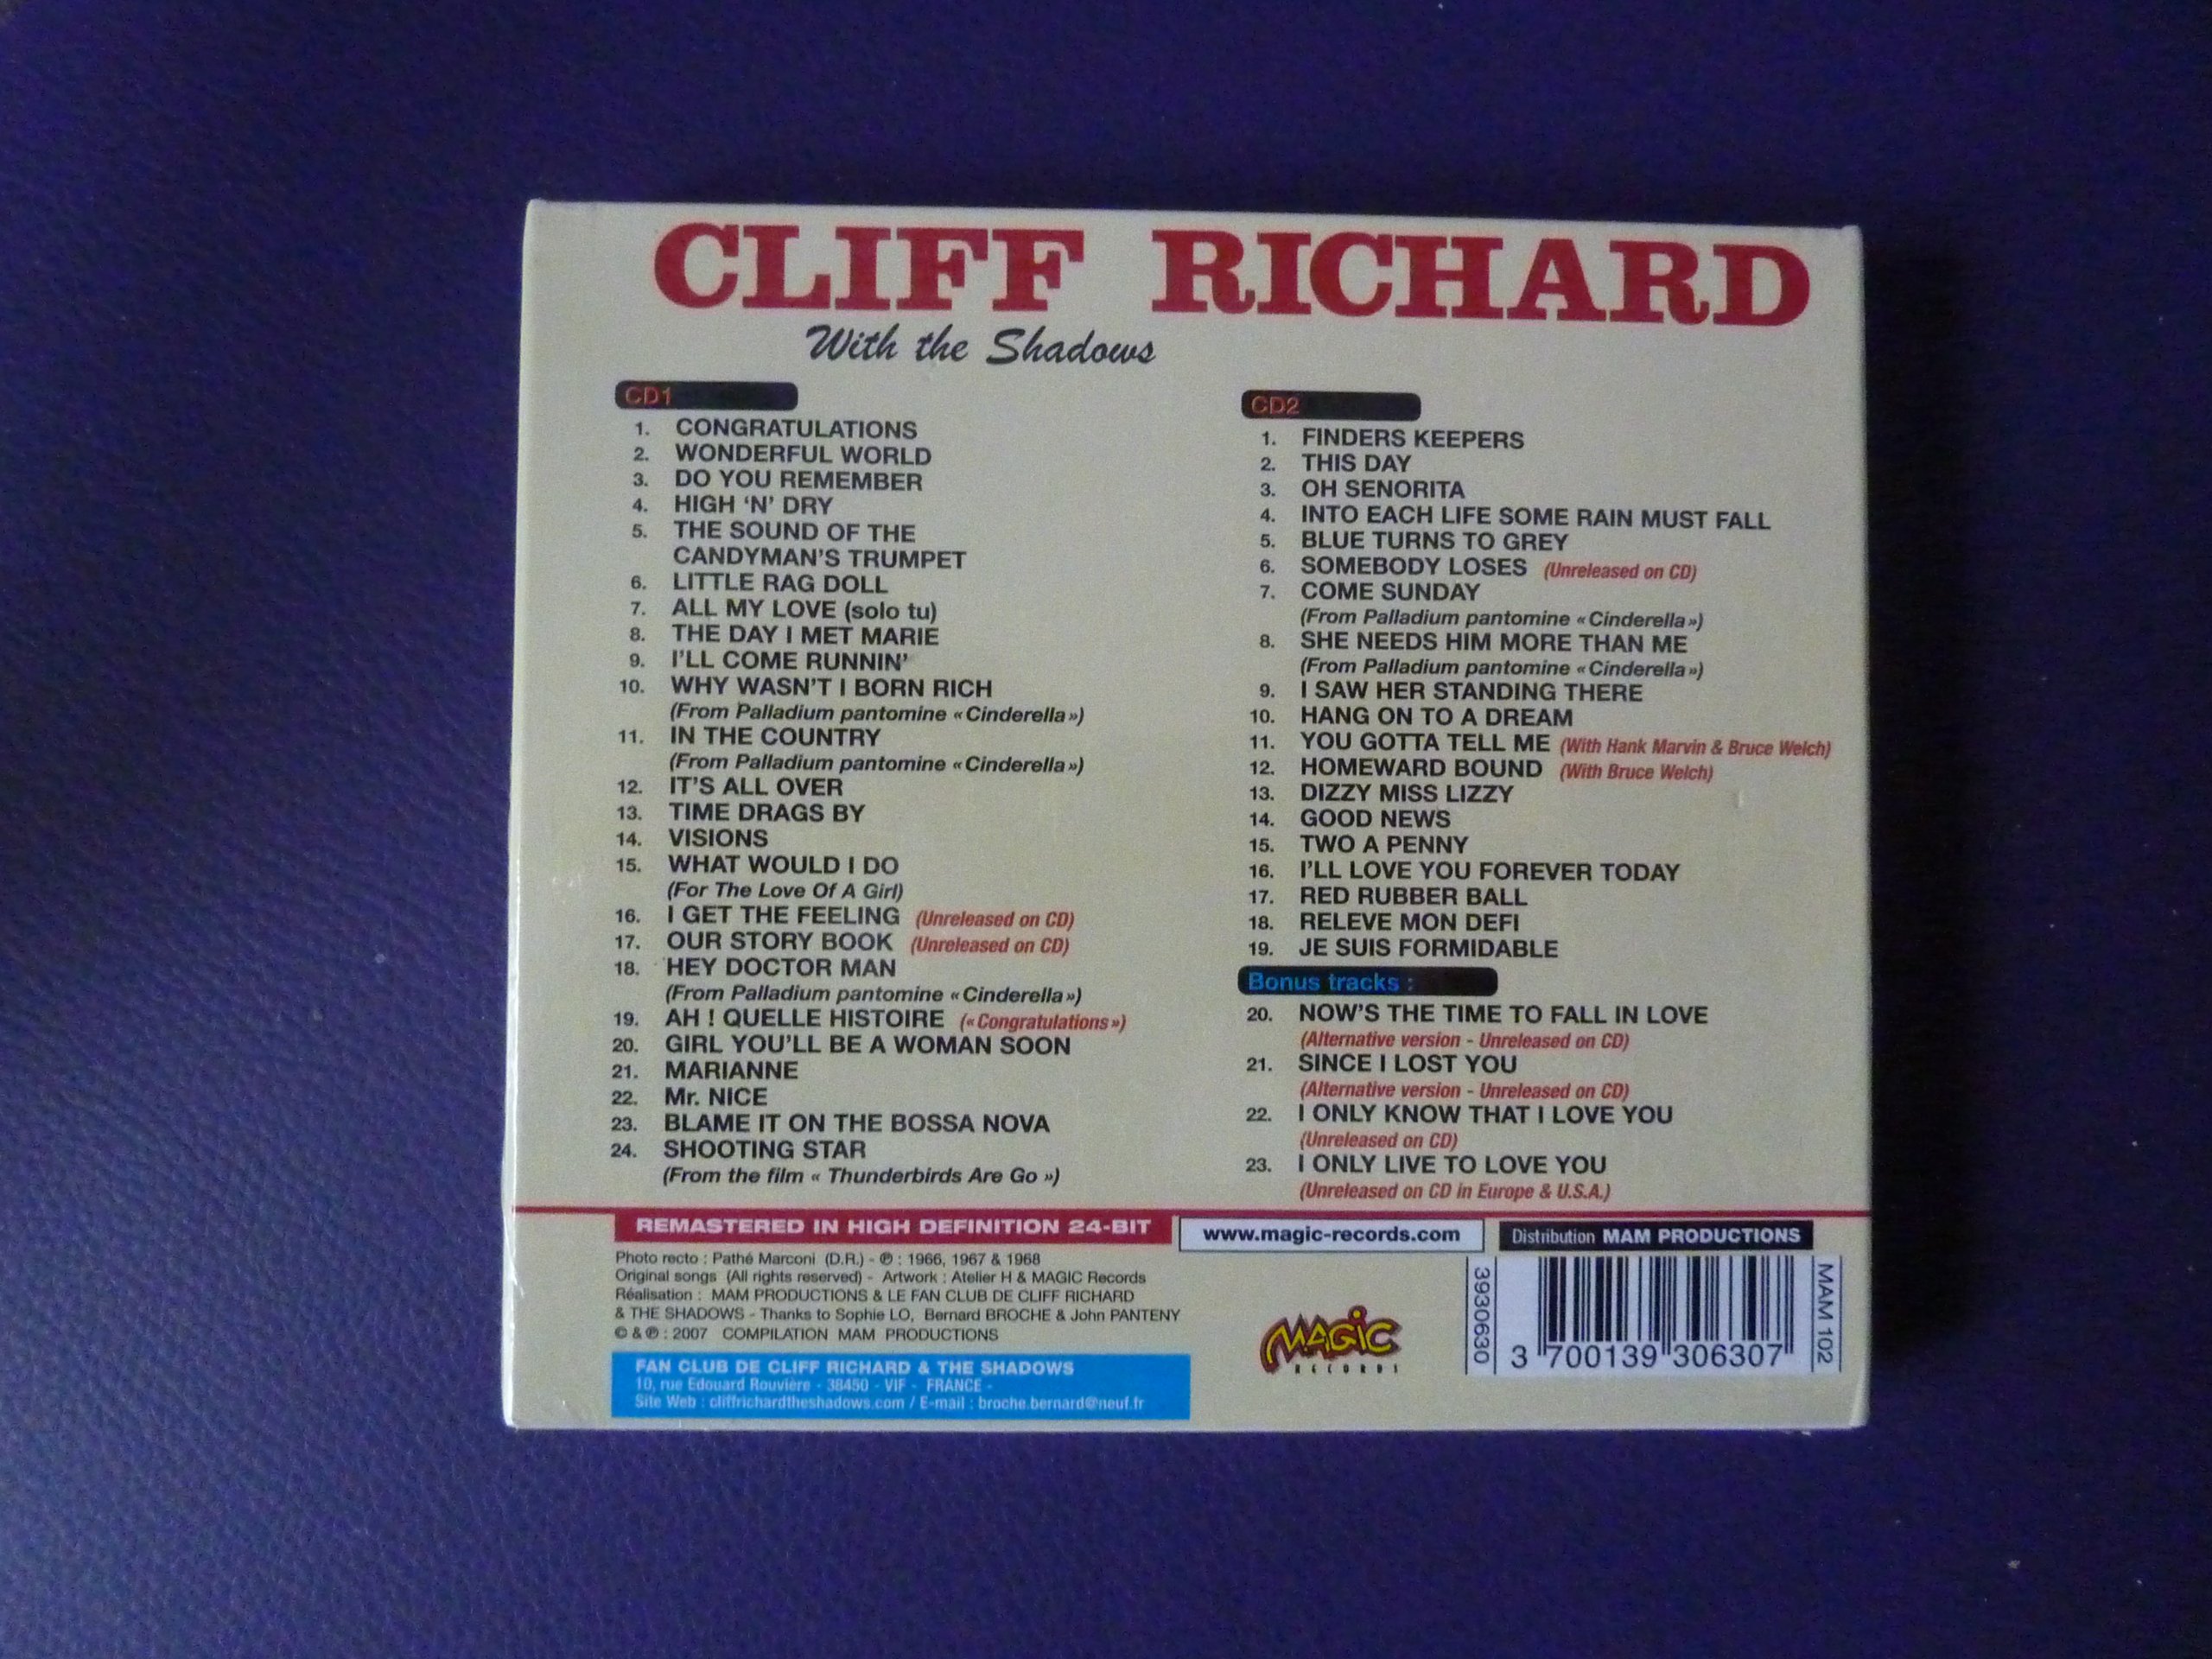 CLIFF RICHARD
With the Shadows
CD1
1. CONGRATULATIONS
2. WONDERFUL WORLD
3. DO YOU REMEMBER
4. HIGH ‘N’ DRY
5. THE SOUND OF THE
CANDYMAN’S TRUMPET
6. LITTLE RAG DOLL
7. ALL MY LOVE (solo tu)
8. THE DAY I MET MARIE
9. I’LL COME RUNNIN’
10. WHY WASN’T I BORN RICH
(From Palladium pantomine « Cinderella »)
11. IN THE COUNTRY
(From Palladium pantomine « Cinderella »)
12. IT’S ALL OVER
13. TIME DRAGS BY
14. VISIONS
15. WHAT WOULD I DO
(For The Love Of A Girl)
16. I GET THE FEELING (Unreleased on CD)
17. OUR STORY BOOK (Unreleased on CD)
18. HEY DOCTOR MAN
(From Palladium pantomine « Cinderella »)
19. AH ! QUELLE HISTOIRE (« Congratulations »)
20. GIRL YOU’LL BE A WOMAN SOON
21. MARIANNE
22. Mr. NICE
23. BLAME IT ON THE BOSSA NOVA
24. SHOOTING STAR
(From the film « Thunderbirds Are Go »)
CD2
1. FINDERS KEEPERS
2. THIS DAY
3. OH SENORITA
4. INTO EACH LIFE SOME RAIN MUST FALL
5. BLUE TURNS TO GREY
6. SOMEBODY LOSES (Unreleased on CD)
7. COME SUNDAY
(From Palladium pantomine « Cinderella »)
8. SHE NEEDS HIM MORE THAN ME
(From Palladium pantomine « Cinderella »)
9. I SAW HER STANDING THERE
10. HANG ON TO A DREAM
11. YOU GOTTA TELL ME (With Hank Marvin & Bruce Welch)
12. HOMEWARD BOUND (With Bruce Welch)
13. DIZZY MISS LIZZY
14. GOOD NEWS
15. TWO A PENNY
16. I’LL LOVE YOU FOREVER TODAY
17. RED RUBBER BALL
18. RELEVE MON DEFI
19. JE SUIS FORMIDABLE
Bonus tracks :
20. NOW’S THE TIME TO FALL IN LOVE
(Alternative version - Unreleased on CD)
21. SINCE I LOST YOU
(Alternative version - Unreleased on CD)
22. I ONLY KNOW THAT I LOVE YOU
(Unreleased on CD)
23. I ONLY LIVE TO LOVE YOU
(Unreleased on CD in Europe & U.S.A.)
REMASTERED IN HIGH DEFINITION 24-BIT
www.magic-records.com
Distribution MAM PRODUCTIONS
Photo recto : Pathé Marconi (D.R.) - ℗ : 1966, 1967 & 1968
Original songs (All rights reserved) - Artwork : Atelier H & MAGIC Records
Réalisation : MAM PRODUCTIONS & LE FAN CLUB DE CLIFF RICHARD
& THE SHADOWS - Thanks to Sophie LO, Bernard BROCHE & John PANTENY
© & ℗ : 2007 COMPILATION MAM PRODUCTIONS
FAN CLUB DE CLIFF RICHARD & THE SHADOWS
10, rue Edouard Rouvière - 38450 - VIF - FRANCE -
Site Web : cliffrichardtheshadows.com / E-mail : broche.bernard@neuf.fr
MAGIC
RECORDS
3930630
3 700139 306307
MAM 102